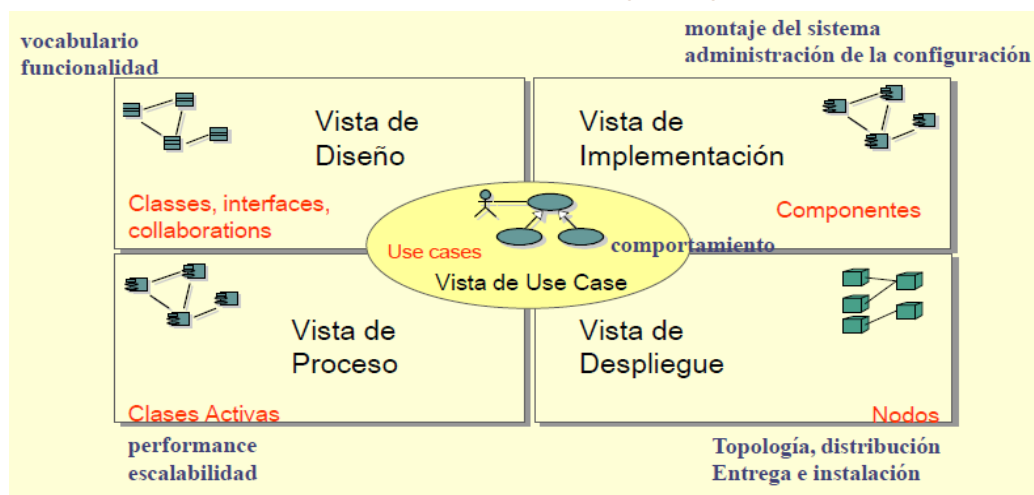 vocabulario
funcionalidad
montaje del sistema
administración de la configuración
Vista de
Diseño
Classes, interfaces,
collaborations
Vista de
Implementación
Componentes
Use cases
comportamiento
Vista de Use Case
Vista de
Proceso
Clases Activas
Vista de
Despliegue
Nodos
performance
escalabilidad
Topología, distribución
Entrega e instalación